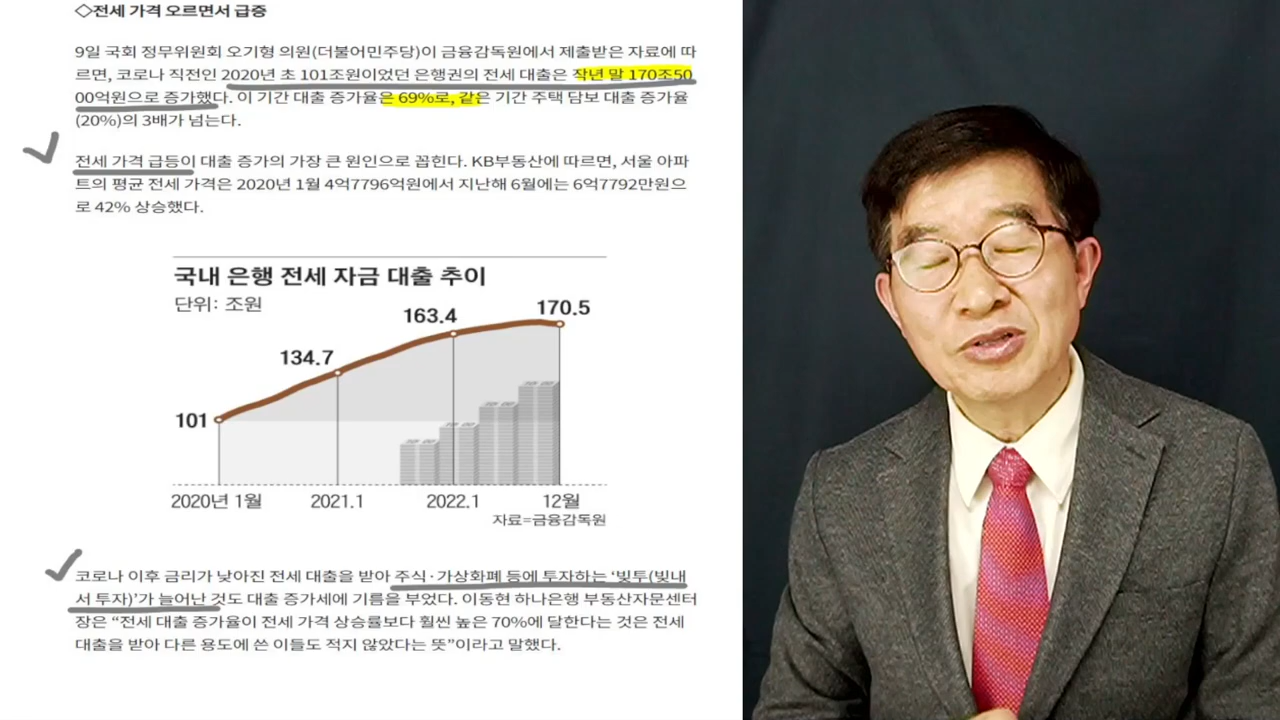 ◇전세 가격 오르면서 급증
9일 국회 정무위원회 오기형 의원(더불어민주당)이 금융감독원에서 제출받은 자료에 따
르면, 코로나 직전인 2020년 초 101조원이었던 은행권의 전세 대출은 작년 말 170조50
00억원으로 증가했다. 이 기간 대출 증가율은 69%로, 같은 기간 주택 담보 대출 증가율
(20%)의 3배가 넘는다.
전세 가격 급등이 대출 증가의 가장 큰 원인으로 꼽힌다. KB부동산에 따르면, 서울 아파
트의 평균 전세 가격은 2020년 1월 4억7796억원에서 지난해 6월에는 6억7792만원으
로 42% 상승했다.
국내 은행 전세 자금 대출 추이
단위: 조원
170.5
163.4
134.7
101
2020년 1월 2021.1 2022.1 12월
자료=금융감독원
코로나 이후 금리가 낮아진 전세 대출을 받아 주식·가상화폐 등에 투자하는 ‘빚투(빚내
서 투자)’가 늘어난 것도 대출 증가세에 기름을 부었다. 이동현 하나은행 부동산자문센터
장은 “전세 대출 증가율이 전세 가격 상승률보다 훨씬 높은 70%에 달한다는 것은 전세
대출을 받아 다른 용도에 쓴 이들도 적지 않았다는 뜻”이라고 말했다.